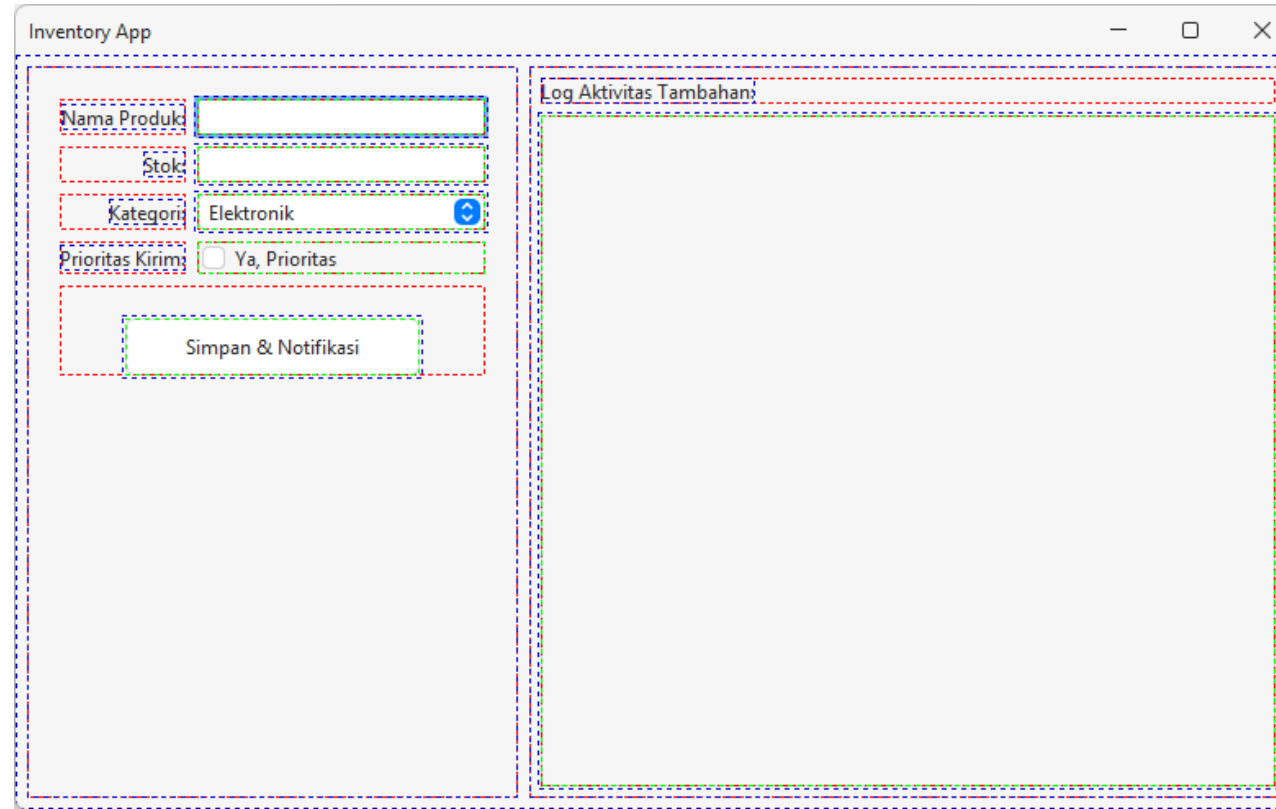 Inventory App
Nama Produk:
Stok:
Kategori:
Elektronik
Prioritas Kirim:
Ya, Prioritas
Simpan & Notifikasi
Log Aktivitas Tambahan: